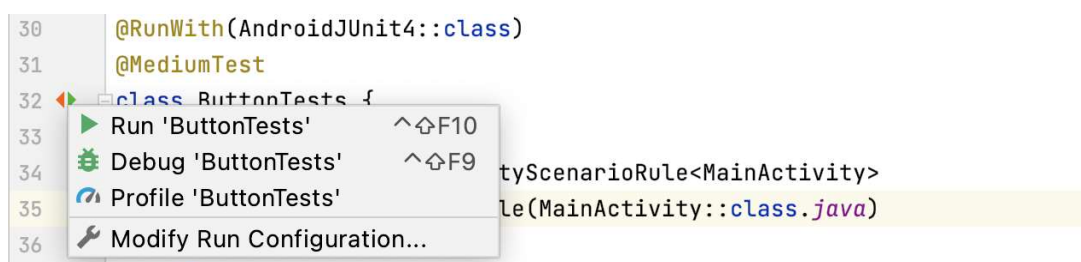 30 @RunWith(AndroidJUnit4::class)
31 @MediumTest
32 class ButtonTests {
33 Run 'ButtonTests' ^⇧F10
Debug 'ButtonTests' ^⇧F9
34 tyScenarioRule<MainActivity>
Profile 'ButtonTests'
35 le(MainActivity::class.java)
36 Modify Run Configuration...